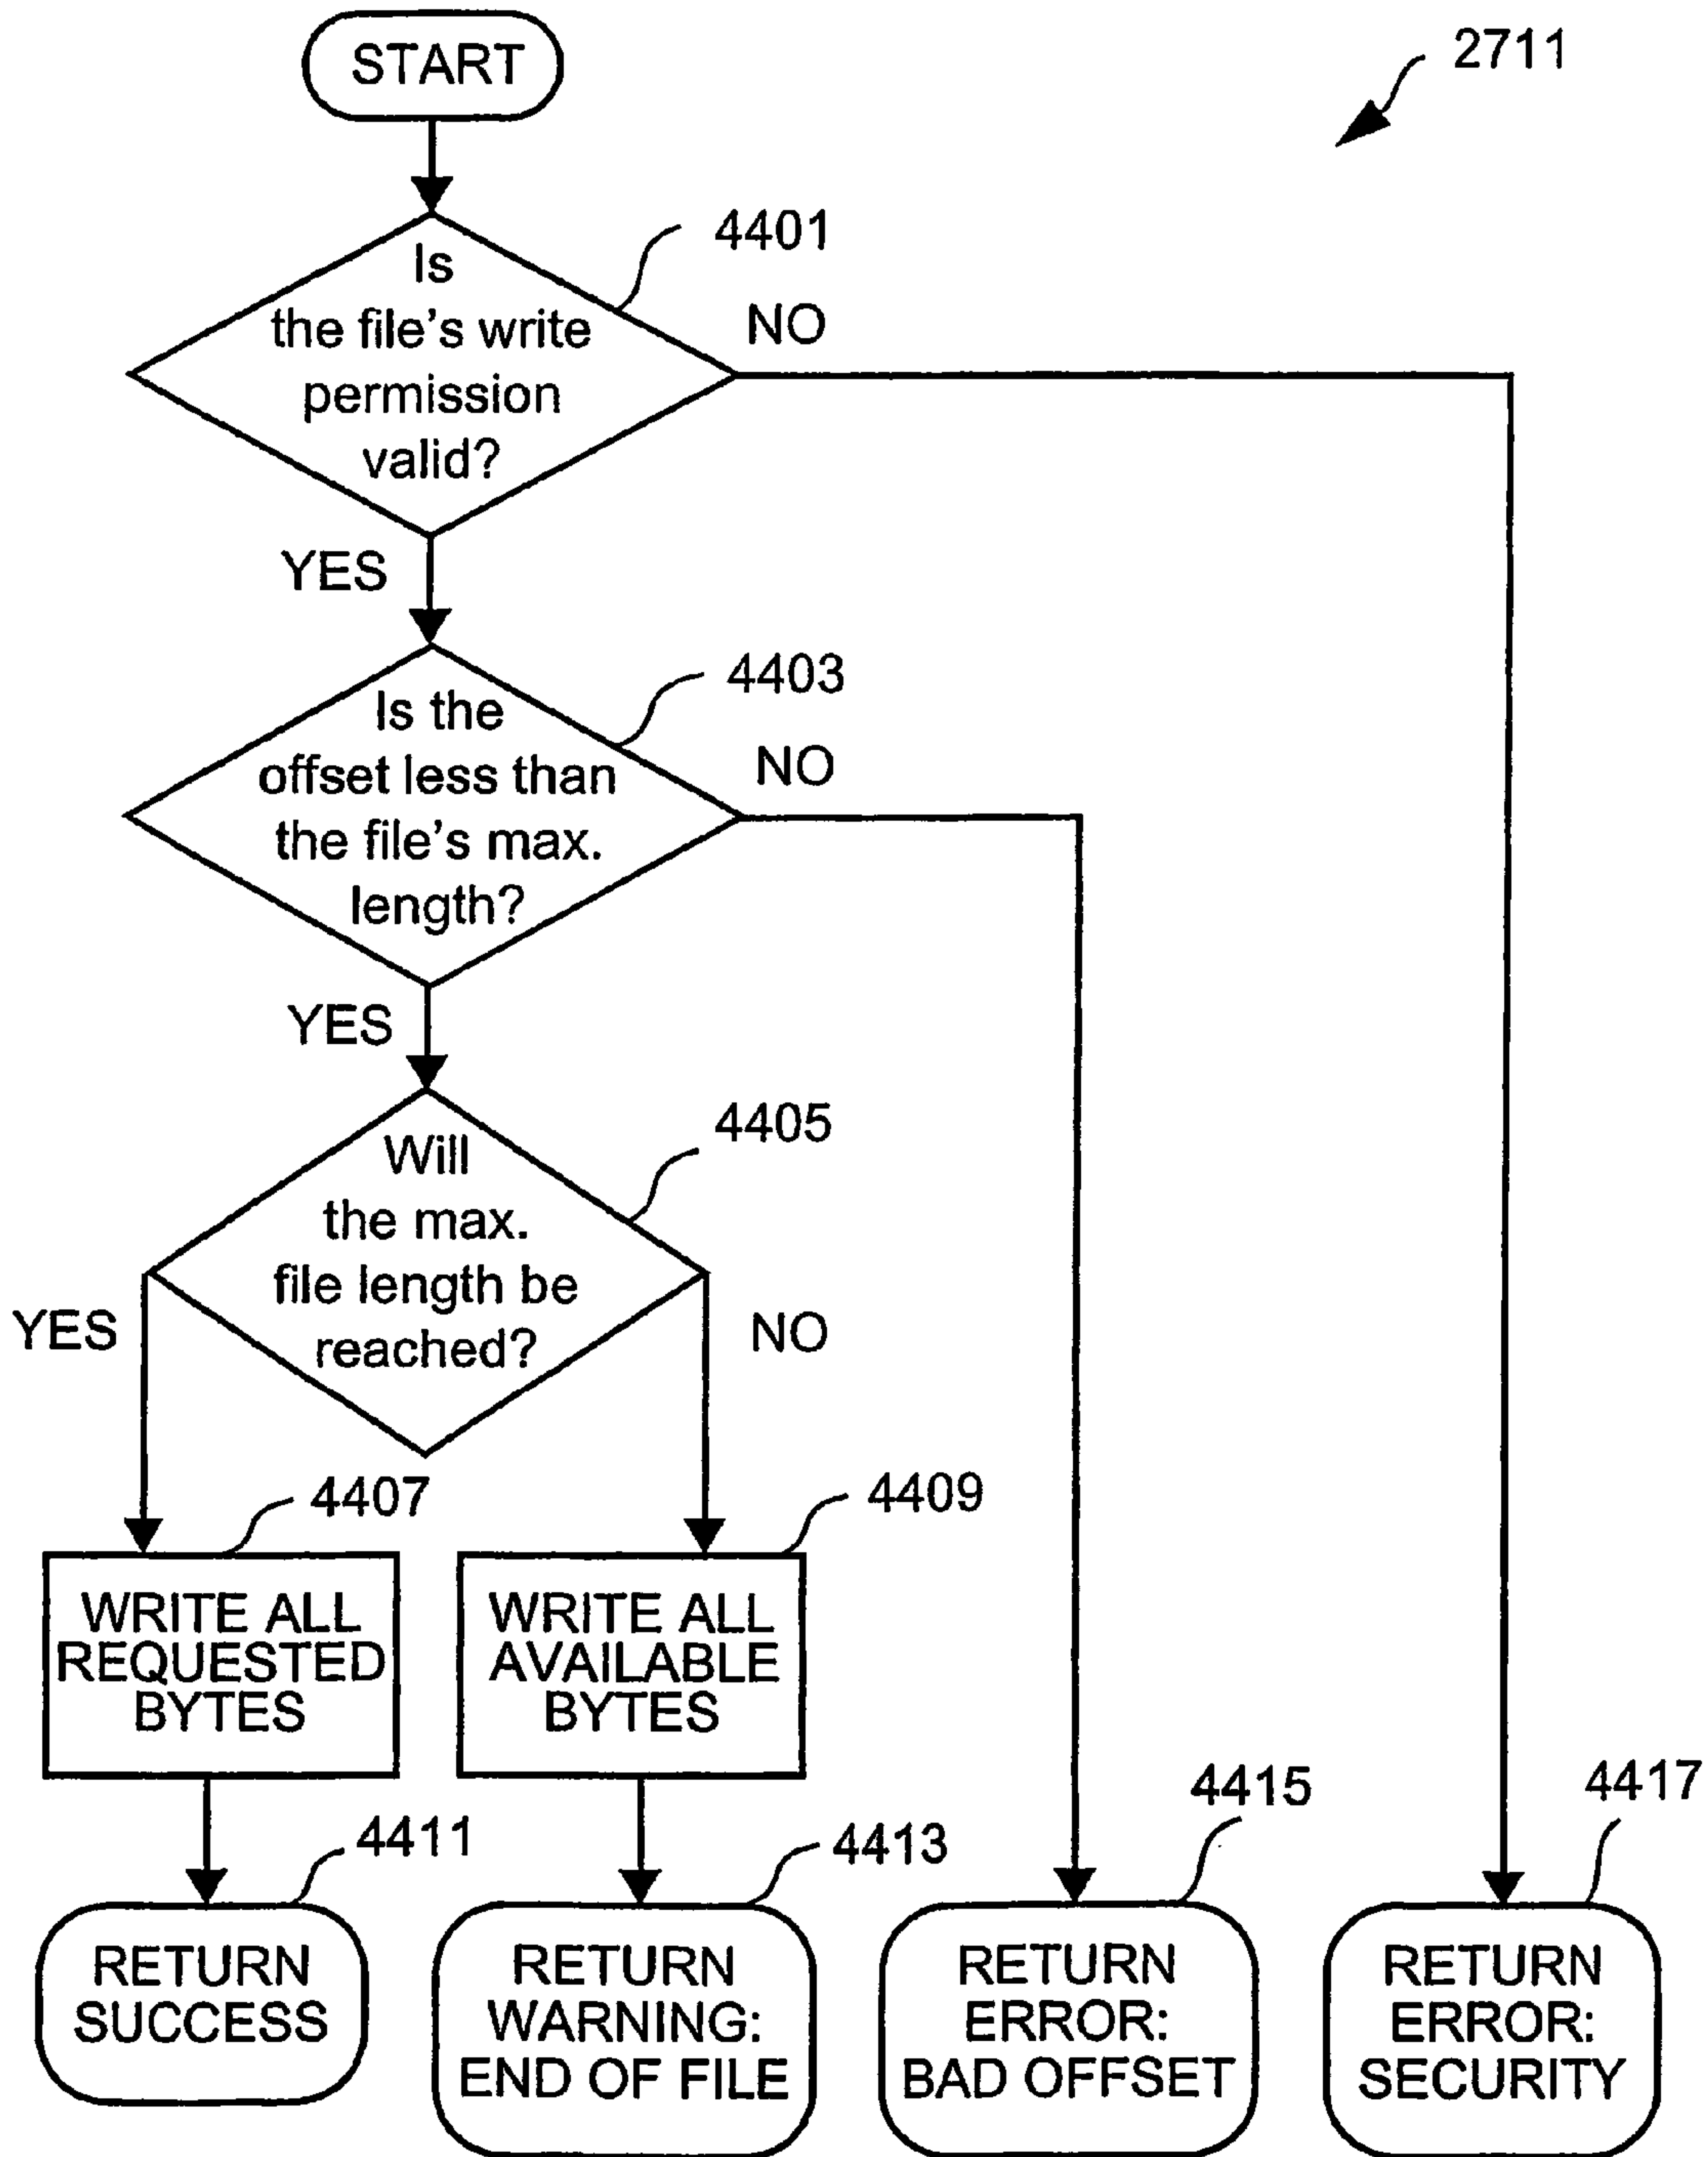 START
2711
4401
Is
the file's write
permission
valid?
NO
YES
4403
Is the
offset less than
the file's max.
length?
NO
YES
4405
Will
the max.
file length be
reached?
YES
NO
4407
4409
WRITE ALL
REQUESTED
BYTES
WRITE ALL
AVAILABLE
BYTES
4411
4413
4415
4417
RETURN
SUCCESS
RETURN
WARNING:
END OF FILE
RETURN
ERROR:
BAD OFFSET
RETURN
ERROR:
SECURITY